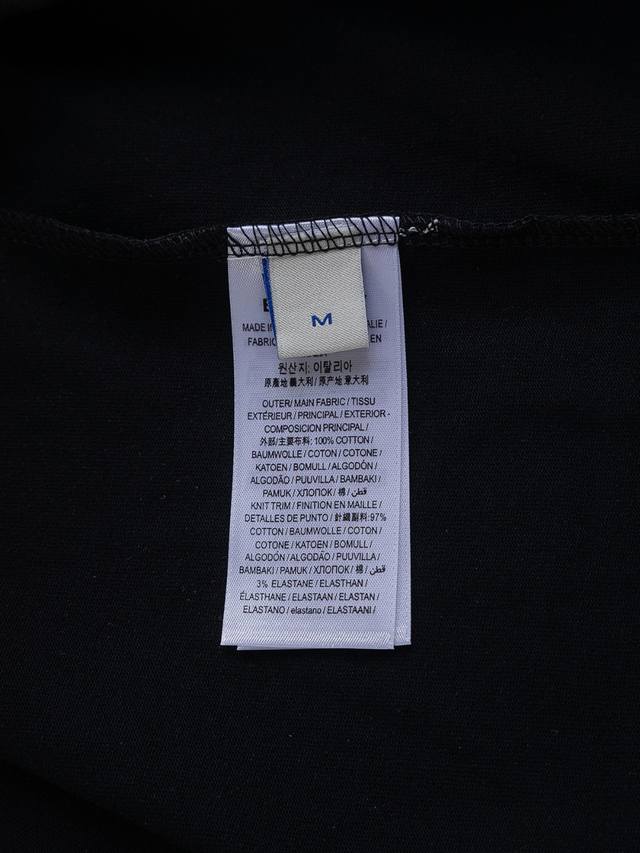 M
MADE IN
FABRIC EN
원산지: 이탈리아
原產地 義大利 / 原产地 意大利
OUTER/ MAIN FABRIC / TISSU
EXTÉRIEUR / PRINCIPAL / EXTERIOR -
COMPOSICION PRINCIPAL /
外部/主要布料: 100% COTTON /
BAUMWOLLE / COTON / COTONE /
KATOEN / BOMULL / ALGODÓN /
ALGODÃO / PUUVILLA / BAMBAKI /
PAMUK / ХЛОПОК / 棉 / قطن /
KNIT TRIM / FINITION EN MAILLE /
DETALLES DE PUNTO / 針織副料: 97%
COTTON / BAUMWOLLE / COTON /
COTONE / KATOEN / BOMULL /
ALGODÓN / ALGODÃO / PUUVILLA /
BAMBAKI / PAMUK / ХЛОПОК / 棉 / قطن /
3% ELASTANE / ELASTHAN /
ÉLASTHANE / ELASTAAN / ELASTAN /
ELASTANO / elastano / ELASTAANI /